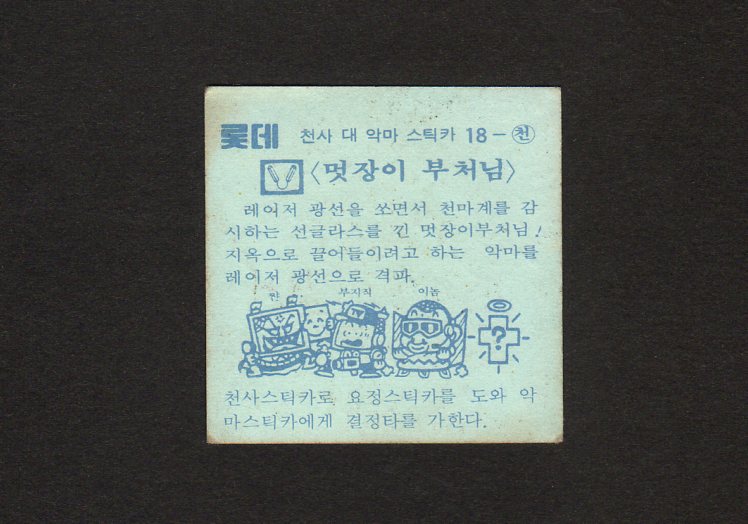 롯데 천사 대 악마 스틱카 18-천
〈멋장이 부처님〉
레이저 광선을 쏘면서 천마계를 감
시하는 선글라스를 낀 멋장이부처님!
지옥으로 끌어들이려고 하는 악마를
레이저 광선으로 격파.
부지직 이놈
TV
?
천사스티카로 요정스티카를 도와 악
마스티카에게 결정타를 가한다.